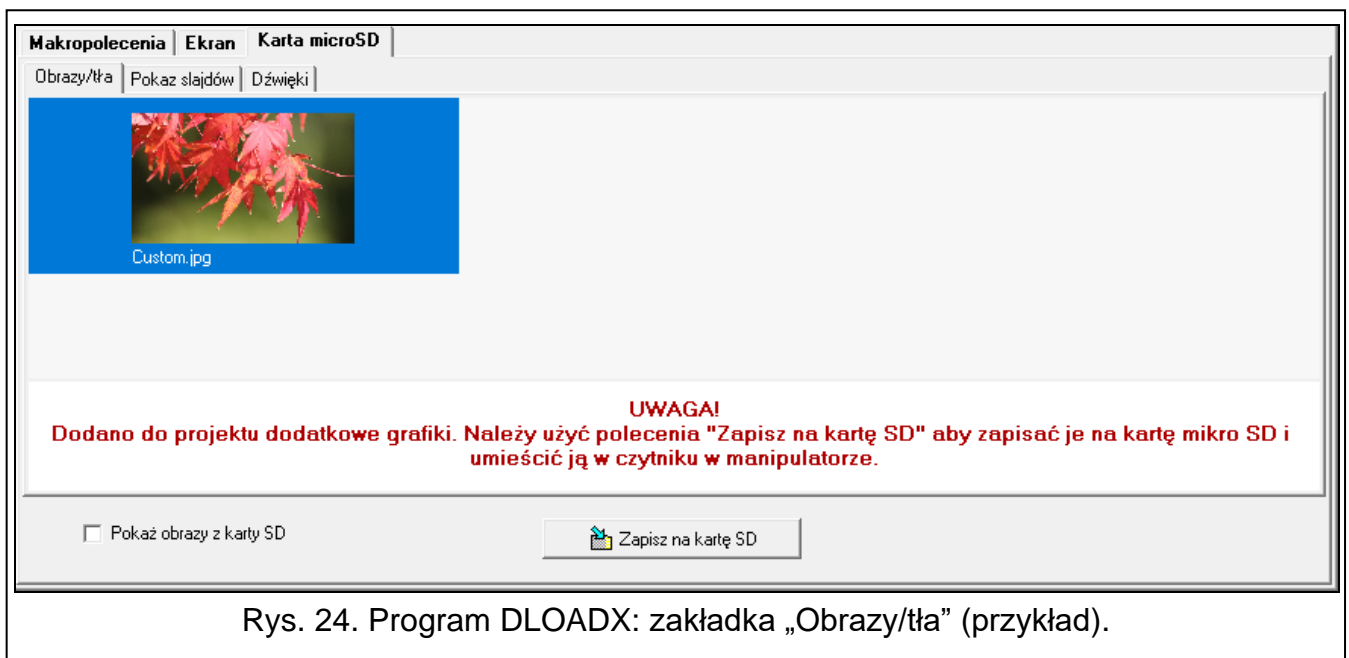 Makropolecenia Ekran Karta microSD
Obrazy/tła Pokaz slajdów Dźwięki
Custom.jpg
UWAGA!
Dodano do projektu dodatkowe grafiki. Należy użyć polecenia "Zapisz na kartę SD" aby zapisać je na kartę mikro SD i
umieścić ją w czytniku w manipulatorze.
Pokaż obrazy z karty SD Zapisz na kartę SD
Rys. 24. Program DLOADX: zakładka „Obrazy/tła” (przykład).